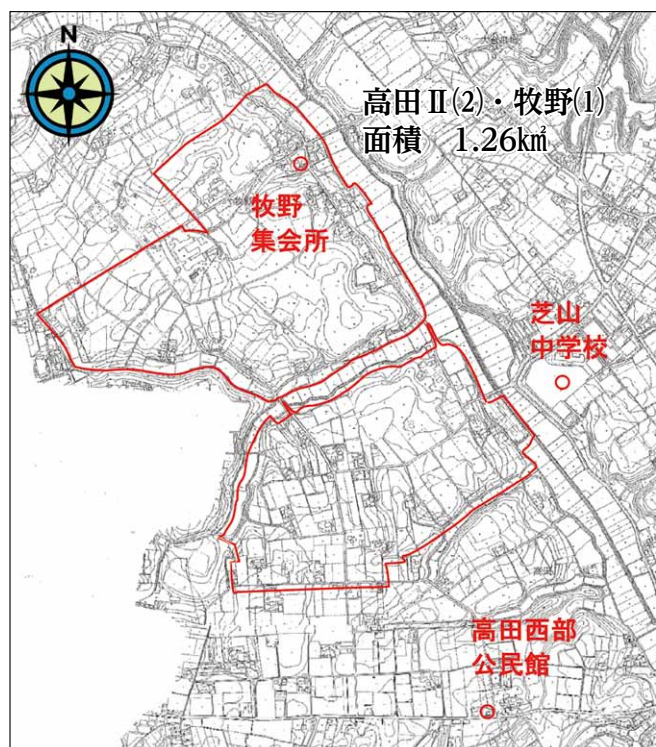 N
高田Ⅱ(2)・牧野(1)
面積　1.26k㎡
牧野
集会所
芝山
中学校
高田西部
公民館